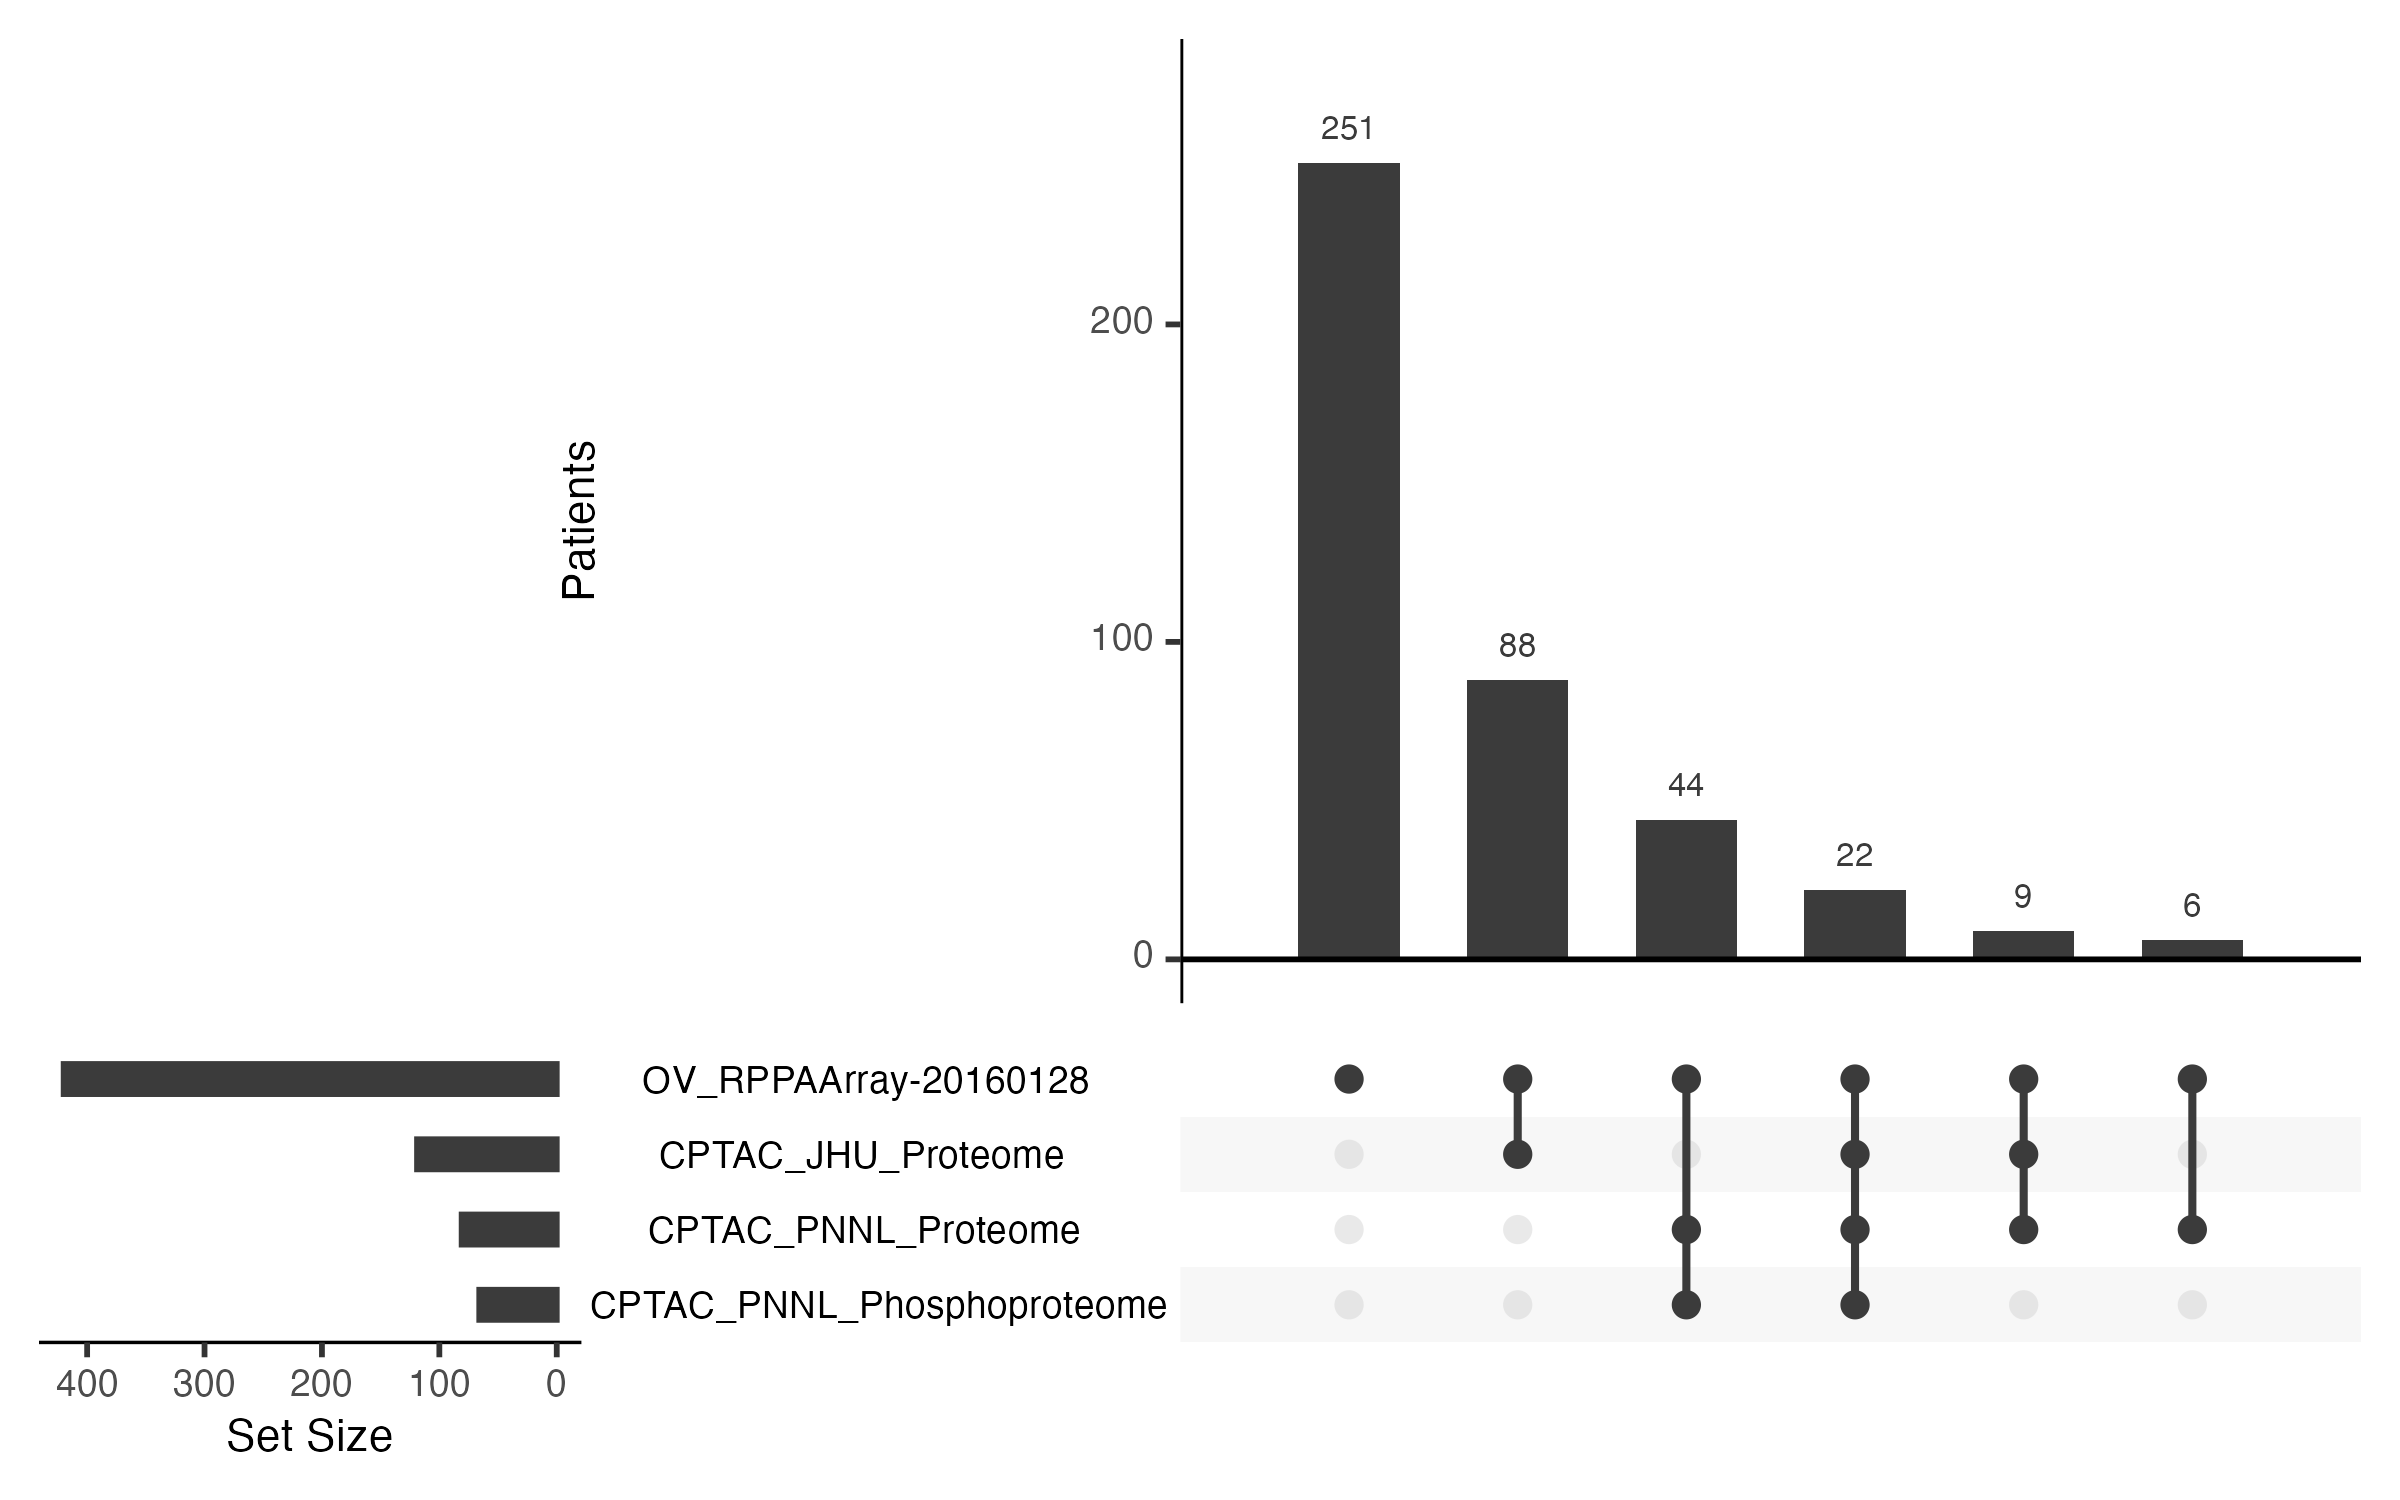 251
200
Patients
100
88
44
22
9
6
0
OV_RPPAArray-20160128
CPTAC_JHU_Proteome
CPTAC_PNNL_Proteome
CPTAC_PNNL_Phosphoproteome
400 300 200 100 0
Set Size